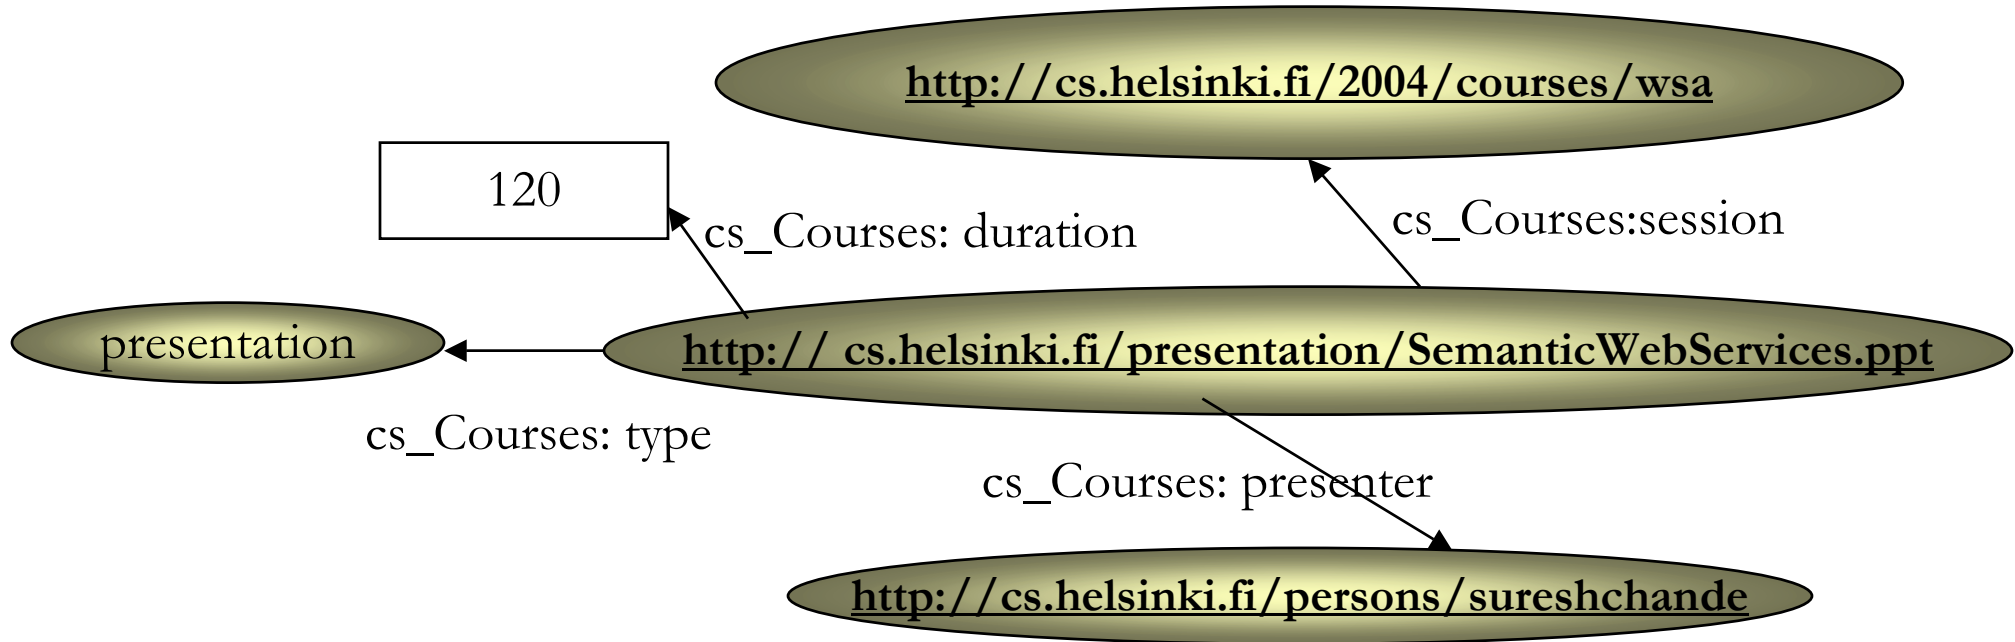 http://cs.helsinki.fi/2004/courses/wsa
120
cs_Courses: duration
cs_Courses:session
presentation
http:// cs.helsinki.fi/presentation/SemanticWebServices.ppt
cs_Courses: type
cs_Courses: presenter
http://cs.helsinki.fi/persons/sureshchande